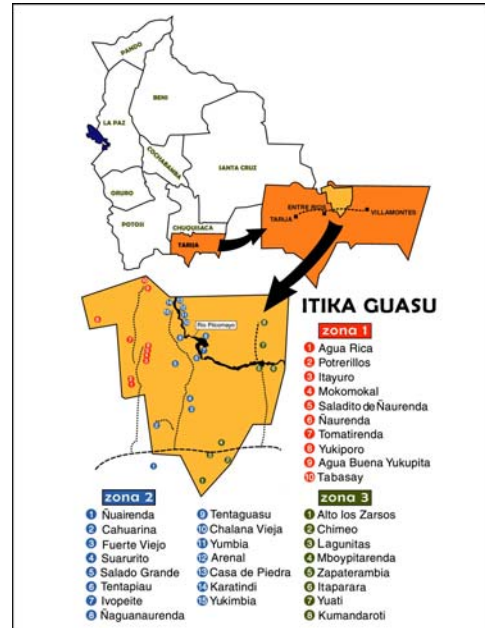 PANDO
BENI
LA PAZ
COCHABAMBA
SANTA CRUZ
ORURO
POTOSI
CHUQUISACA
TARIJA
ENTRE RIOS
TARIJA
VILLAMONTES
ITIKA GUASU
Rio Pilcomayo
zona 1
1 Agua Rica
2 Potrerillos
3 Itayuro
4 Mokomokal
5 Saladito de Ñaurenda
6 Ñaurenda
7 Tomatirenda
8 Yukiporo
9 Agua Buena Yukupita
10 Tabasay
zona 2
1 Ñuairenda
2 Cahuarina
3 Fuerte Viejo
4 Suarurito
5 Salado Grande
6 Tentapiau
7 Ivopeite
8 Ñaguanaurenda
9 Tentaguasu
10 Chalana Vieja
11 Yumbia
12 Arenal
13 Casa de Piedra
14 Karatindi
15 Yukimbia
zona 3
1 Alto los Zarsos
2 Chimeo
3 Lagunitas
4 Mboypitarenda
5 Zapaterambia
6 Itaparara
7 Yuati
8 Kumandaroti